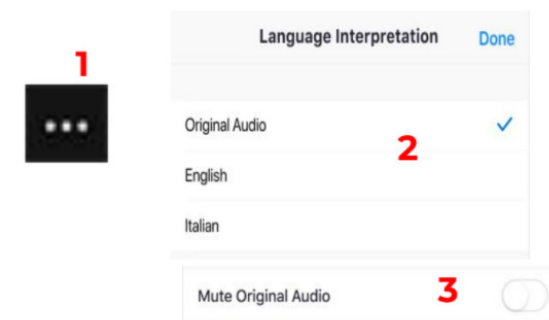 1
Language Interpretation Done
Original Audio
2
English
Italian
Mute Original Audio 3